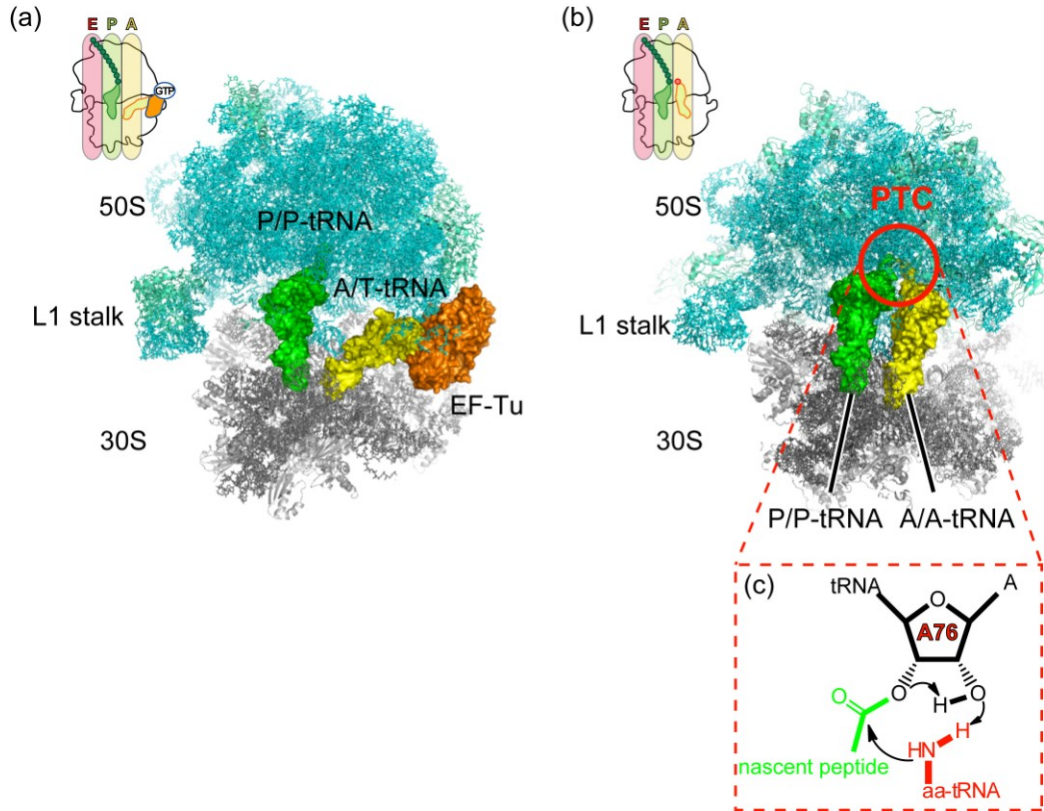 (a)
E P A
GTP
50S
P/P-tRNA
A/T-tRNA
L1 stalk
EF-Tu
30S
(b)
E P A
50S
PTC
L1 stalk
30S
P/P-tRNA A/A-tRNA
(c)
tRNA O A
A76
O O H O
H
HN
nascent peptide
aa-tRNA